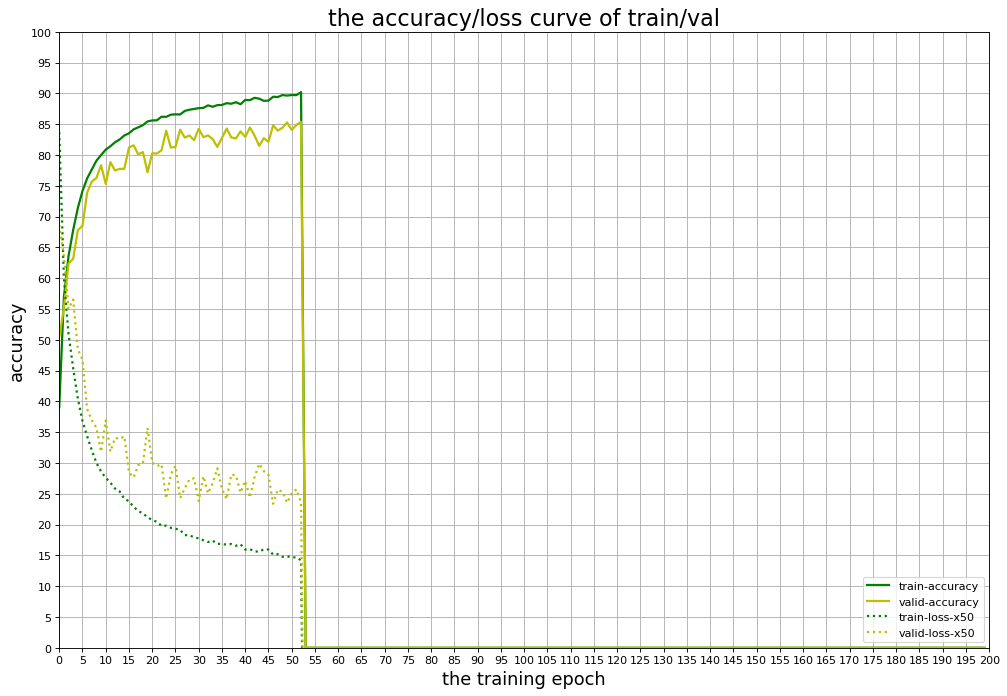 the accuracy/loss curve of train/val
100
95
90
85
80
75
70
65
60
55
50
45
40
35
30
25
20
15
10
5
0
accuracy
0 5 10 15 20 25 30 35 40 45 50 55 60 65 70 75 80 85 90 95 100 105 110 115 120 125 130 135 140 145 150 155 160 165 170 175 180 185 190 195 200
the training epoch
train-accuracy
valid-accuracy
train-loss-x50
valid-loss-x50